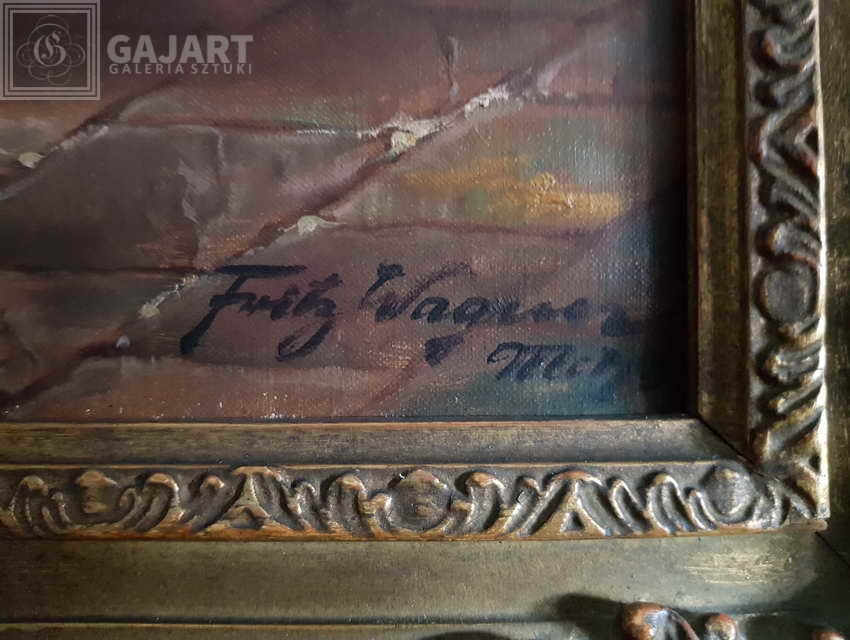 G
GAJART
GALERIA SZTUKI
Fritz Wagner